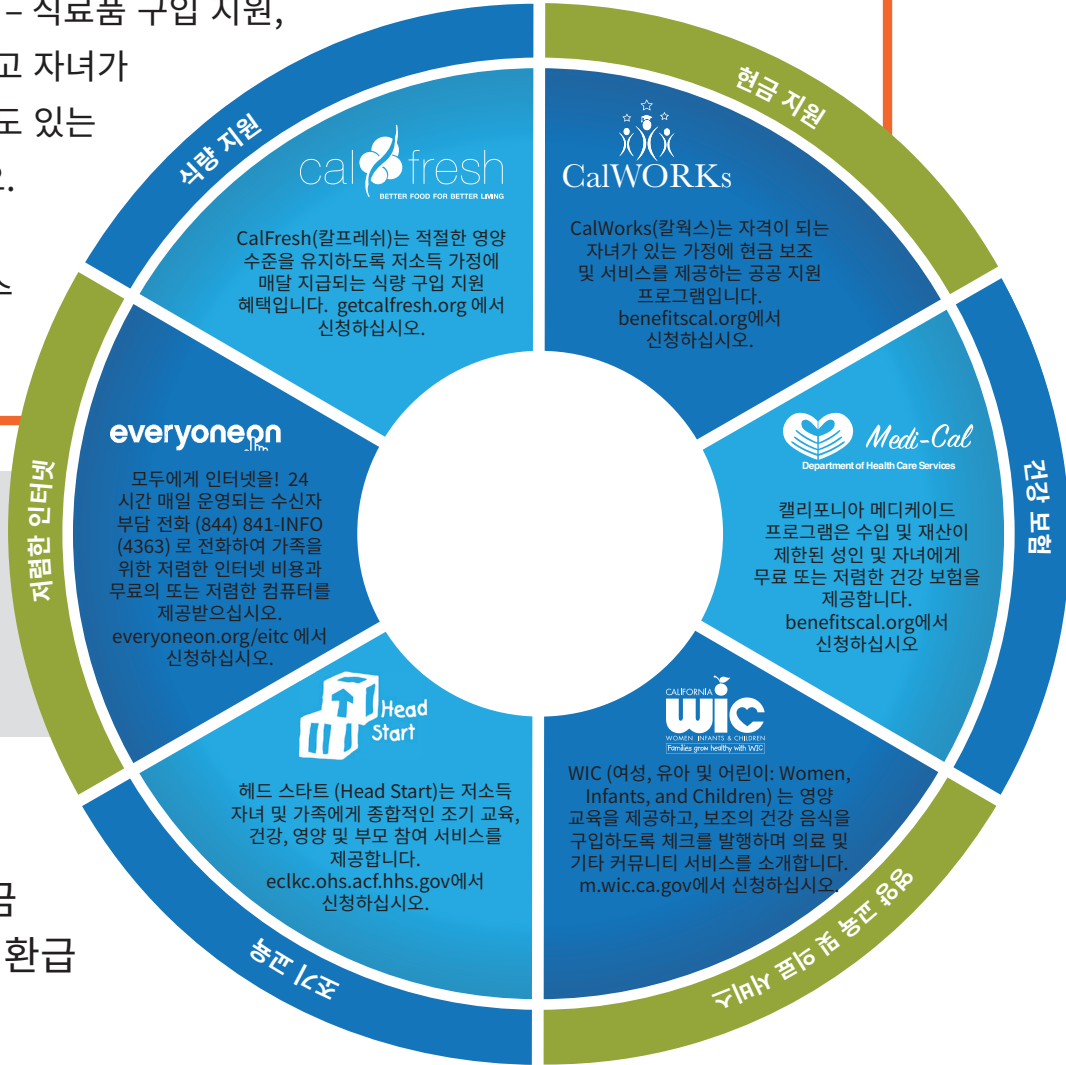 – 식료품 구입 지원,
고 자녀가
도 있는
식량 지원
cal fresh
BETTER FOOD FOR BETTER LIVING
CalFresh(칼프레쉬)는 적절한 영양
수준을 유지하도록 저소득 가정에
매달 지급되는 식량 구입 지원
혜택입니다. getcalfresh.org 에서
신청하십시오.
현금 지원
CalWORKs
CalWorks(칼웍스)는 자격이 되는
자녀가 있는 가정에 현금 보조
및 서비스를 제공하는 공공 지원
프로그램입니다.
benefitscal.org에서
신청하십시오.
건강 보험
Medi-Cal
Department of Health Care Services
캘리포니아 메디케이드
프로그램은 수입 및 재산이
제한된 성인 및 자녀에게
무료 또는 저렴한 건강 보험을
제공합니다.
benefitscal.org에서
신청하십시오
영양 교육 및 의료 서비스
CALIFORNIA
WIC
WOMEN INFANTS & CHILDREN
Families grow healthy with WIC
WIC (여성, 유아 및 어린이: Women,
Infants, and Children) 는 영양
교육을 제공하고, 보조의 건강 음식을
구입하도록 체크를 발행하며 의료 및
기타 커뮤니티 서비스를 소개합니다.
m.wic.ca.gov에서 신청하십시오.
조기 교육
Head
Start
헤드 스타트 (Head Start)는 저소득
자녀 및 가족에게 종합적인 조기 교육,
건강, 영양 및 부모 참여 서비스를
제공합니다.
eclkc.ohs.acf.hhs.gov에서
신청하십시오.
저렴한 인터넷
everyoneon
모두에게 인터넷을! 24
시간 매일 운영되는 수신자
부담 전화 (844) 841-INFO
(4363) 로 전화하여 가족을
위한 저렴한 인터넷 비용과
무료의 또는 저렴한 컴퓨터를
제공받으십시오.
everyoneon.org/eitc 에서
신청하십시오.
금
환급